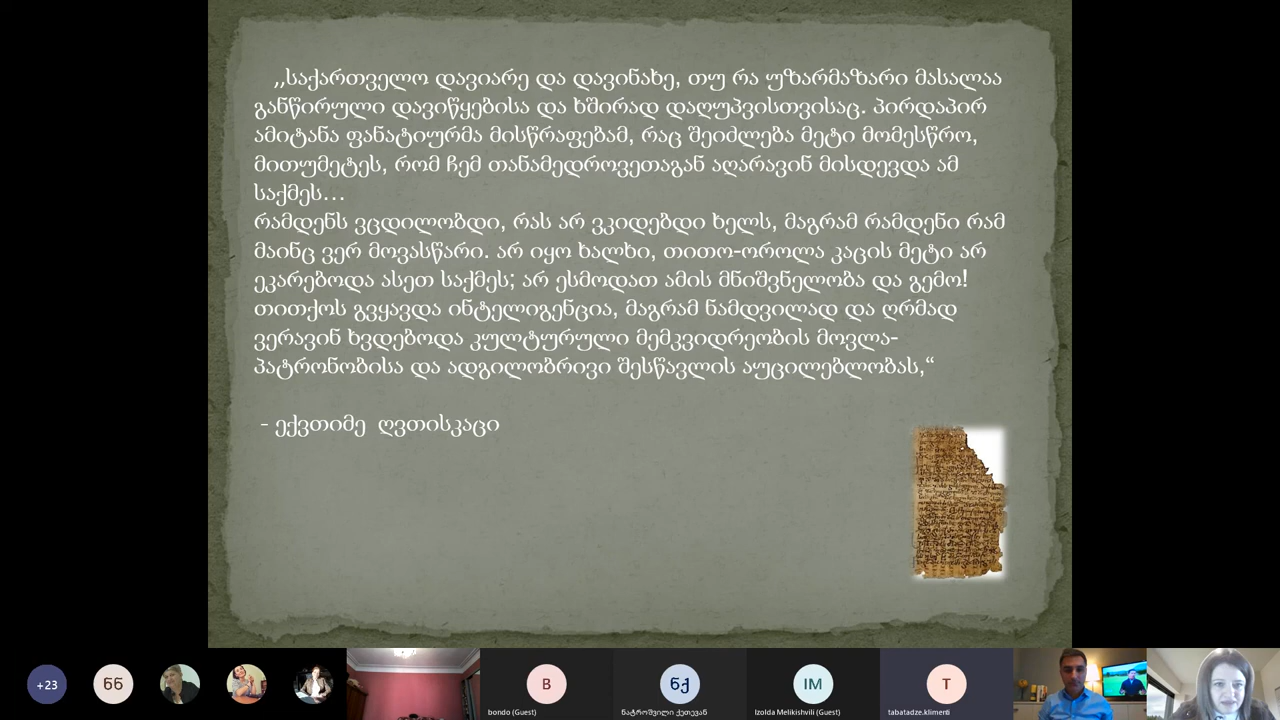 ,,საქართველო დავიარე და დავინახე, თუ რა უზარმაზარი მასალაა
განწირული დავიწყებისა და ხშირად დაღუპვისთვისაც. პირდაპირ
ამიტანა ფანატიურმა მისწრაფებამ, რაც შეიძლება მეტი მომესწრო,
მითუმეტეს, რომ ჩემ თანამედროვეთაგან აღარავინ მისდევდა ამ
საქმეს…
რამდენს ვცდილობდი, რას არ ვკიდებდი ხელს, მაგრამ რამდენი რამ
მაინც ვერ მოვასწარი. არ იყო ხალხი, თითო-ოროლა კაცის მეტი არ
ეკარებოდა ასეთ საქმეს; არ ესმოდათ ამის მნიშვნელობა და გემო!
თითქოს გვყავდა ინტელიგენცია, მაგრამ ნამდვილად და ღრმად
ვერავინ ხვდებოდა კულტურული მემკვიდრეობის მოვლა-
პატრონობისა და ადგილობრივი შესწავლის აუცილებლობას,“
- ექვთიმე ღვთისკაცი
+23
ნნ
B
ნქ
IM
T
bondo (Guest)
ნატროშვილი ქეთევან
Izolda Melikishvili (Guest)
tabatadze.klimenti